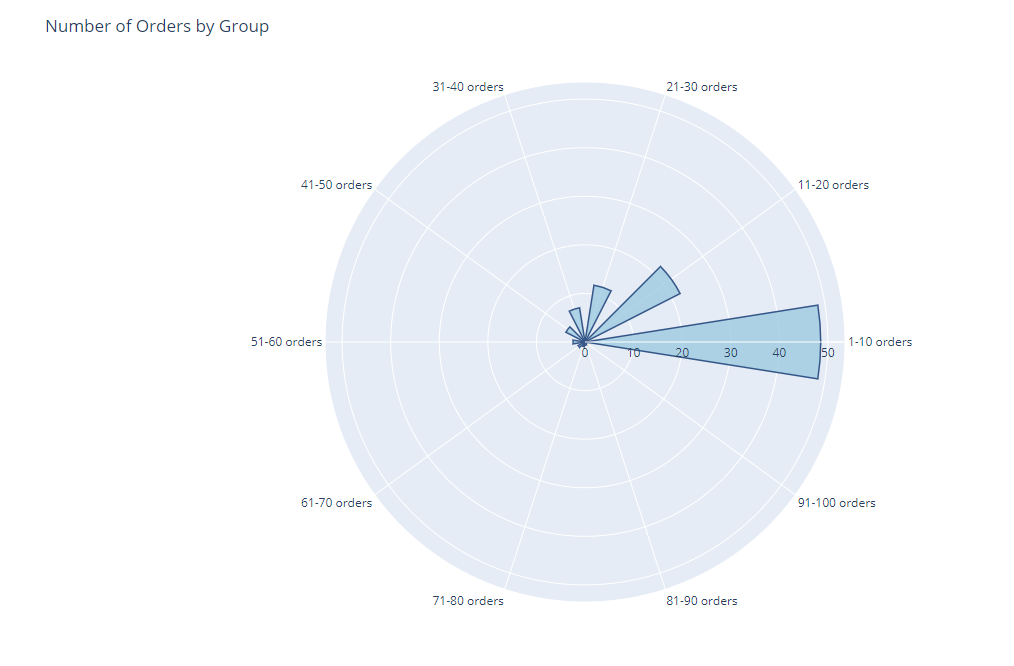 Number of Orders by Group
31-40 orders
21-30 orders
41-50 orders
11-20 orders
51-60 orders
1-10 orders
0 10 20 30 40 50
61-70 orders
91-100 orders
71-80 orders
81-90 orders